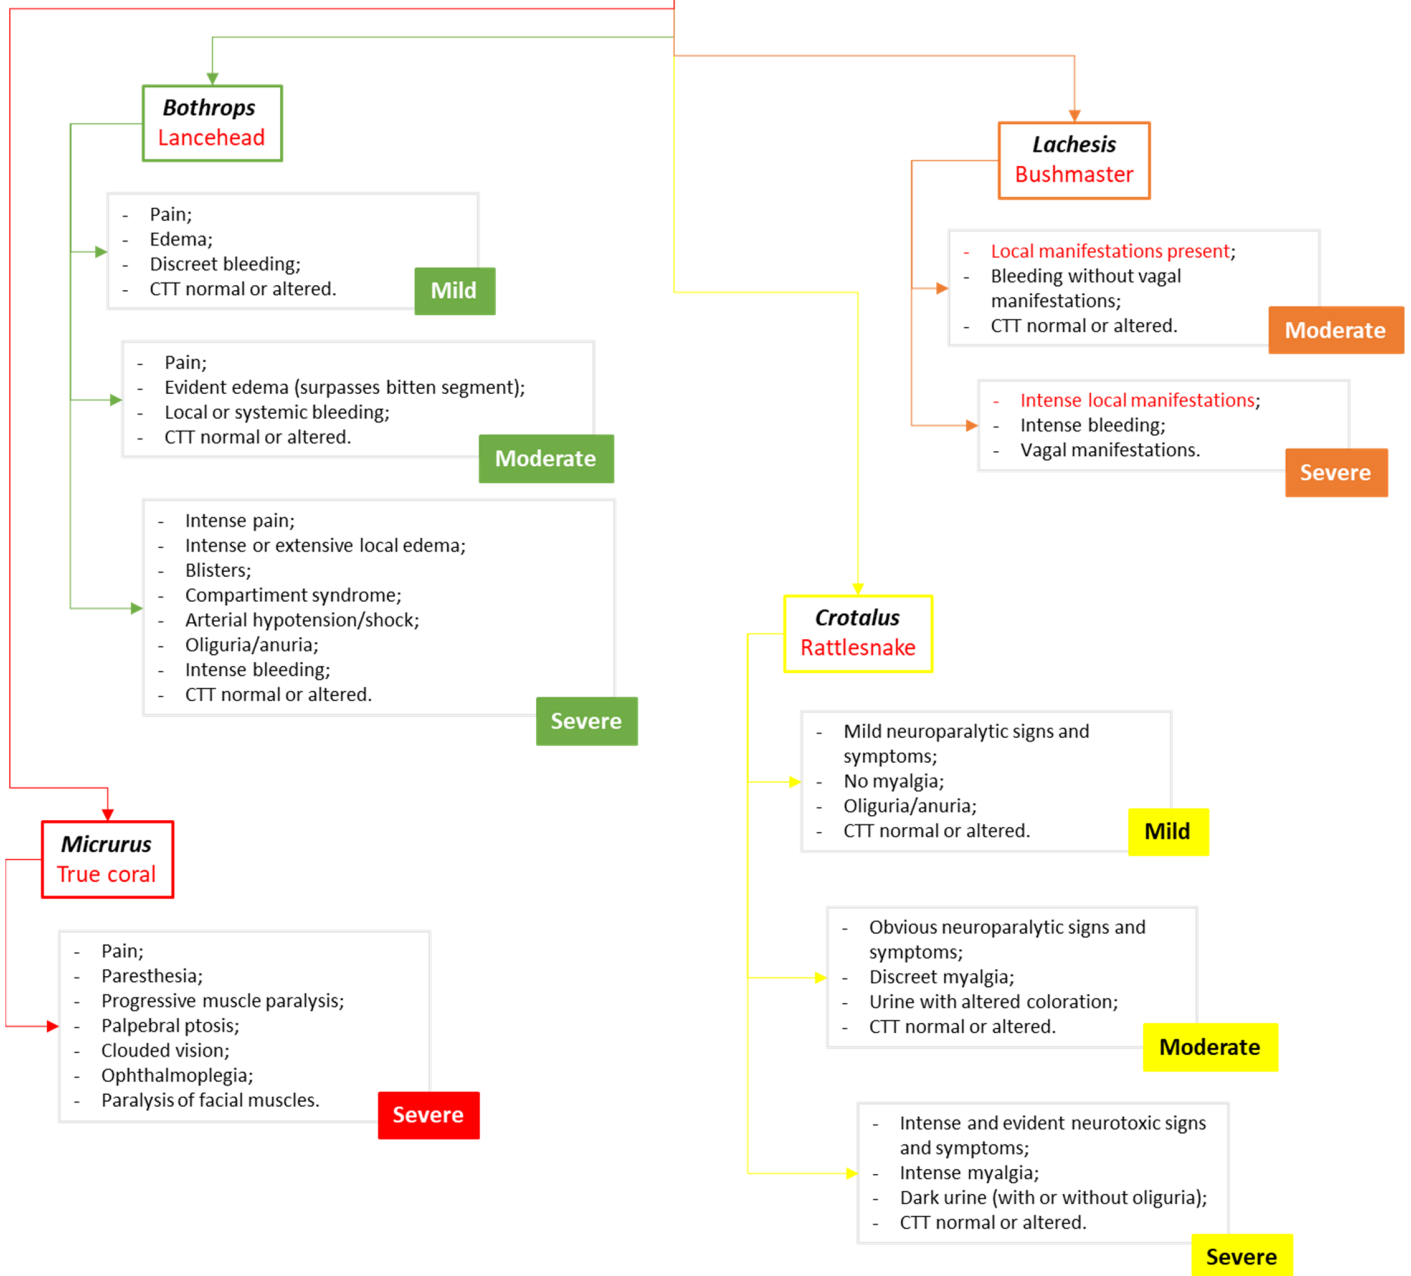 Bothrops
Lancehead
- Pain;
- Edema;
- Discreet bleeding;
- CTT normal or altered.
Mild
- Pain;
- Evident edema (surpasses bitten segment);
- Local or systemic bleeding;
- CTT normal or altered.
Moderate
- Intense pain;
- Intense or extensive local edema;
- Blisters;
- Compartiment syndrome;
- Arterial hypotension/shock;
- Oliguria/anuria;
- Intense bleeding;
- CTT normal or altered.
Severe
Micrurus
True coral
- Pain;
- Paresthesia;
- Progressive muscle paralysis;
- Palpebral ptosis;
- Clouded vision;
- Ophthalmoplegia;
- Paralysis of facial muscles.
Severe
Lachesis
Bushmaster
- Local manifestations present;
- Bleeding without vagal
manifestations;
- CTT normal or altered.
Moderate
- Intense local manifestations;
- Intense bleeding;
- Vagal manifestations.
Severe
Crotalus
Rattlesnake
- Mild neuroparalytic signs and
symptoms;
- No myalgia;
- Oliguria/anuria;
- CTT normal or altered.
Mild
- Obvious neuroparalytic signs and
symptoms;
- Discreet myalgia;
- Urine with altered coloration;
- CTT normal or altered.
Moderate
- Intense and evident neurotoxic signs
and symptoms;
- Intense myalgia;
- Dark urine (with or without oliguria);
- CTT normal or altered.
Severe